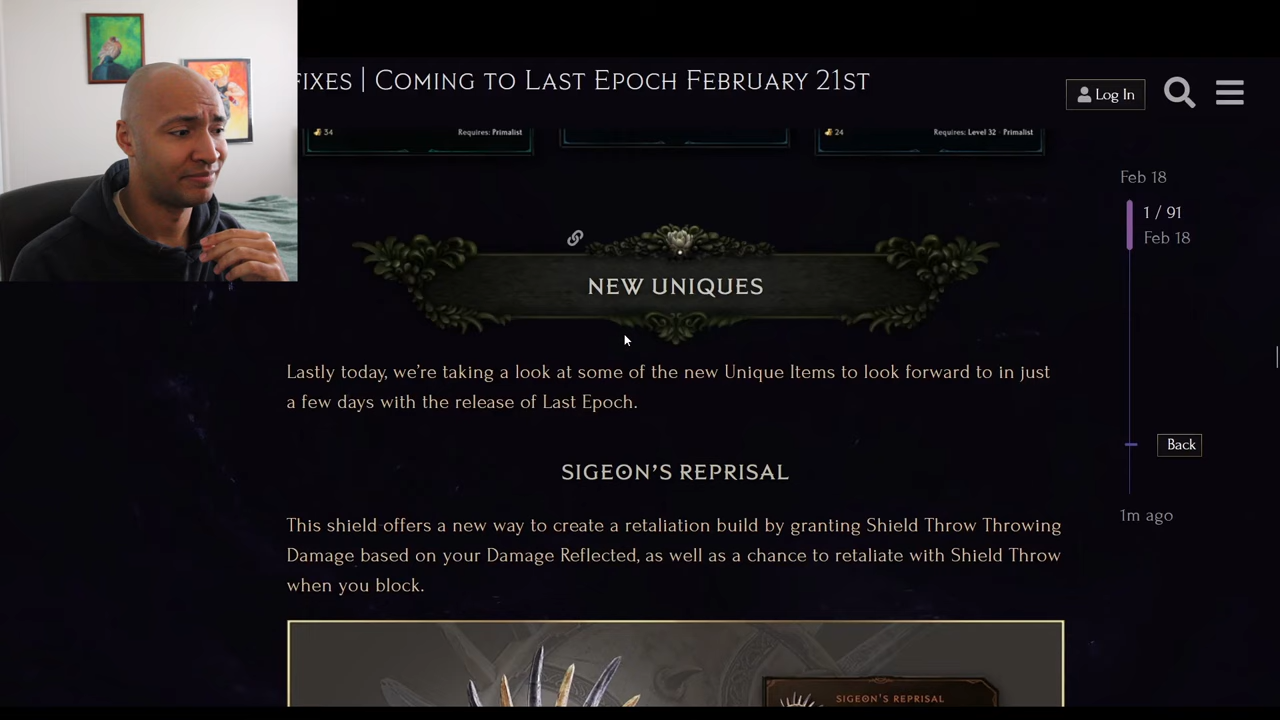 FIXES | COMING TO LAST EPOCH FEBRUARY 21ST
Log In
34 Requires: Primalist
24 Requires: Level 32 · Primalist
Feb 18
1 / 91
Feb 18
NEW UNIQUES
Lastly today, we're taking a look at some of the new Unique Items to look forward to in just
a few days with the release of Last Epoch.
Back
SIGEON'S REPRISAL
1m ago
This shield offers a new way to create a retaliation build by granting Shield Throw Throwing
Damage based on your Damage Reflected, as well as a chance to retaliate with Shield Throw
when you block.
SIGEON'S REPRISAL